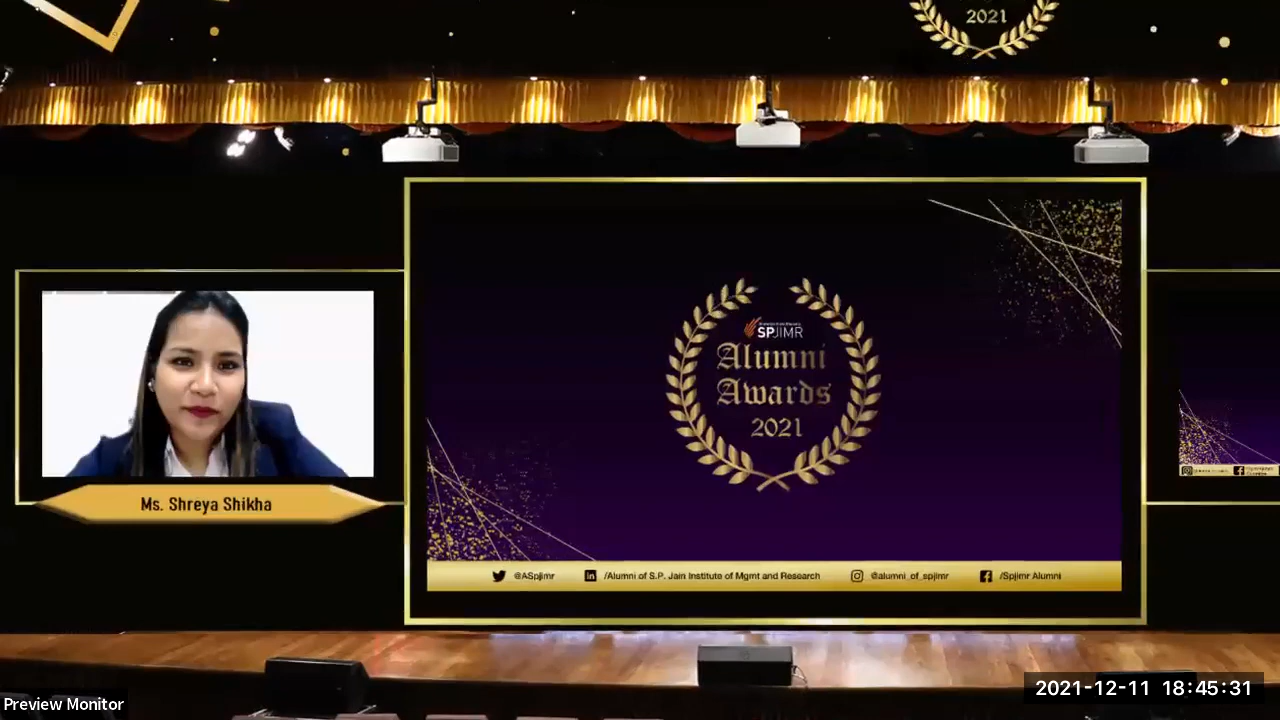 2021
SPJIMR
Alumni
Awards
2021
Ms. Shreya Shikha
@ASpjimr
/Alumni of S.P. Jain Institute of Mgmt and Research
@alumni_of_spjimr
/Spjimr Alumni
Preview Monitor
2021-12-11 18:45:31